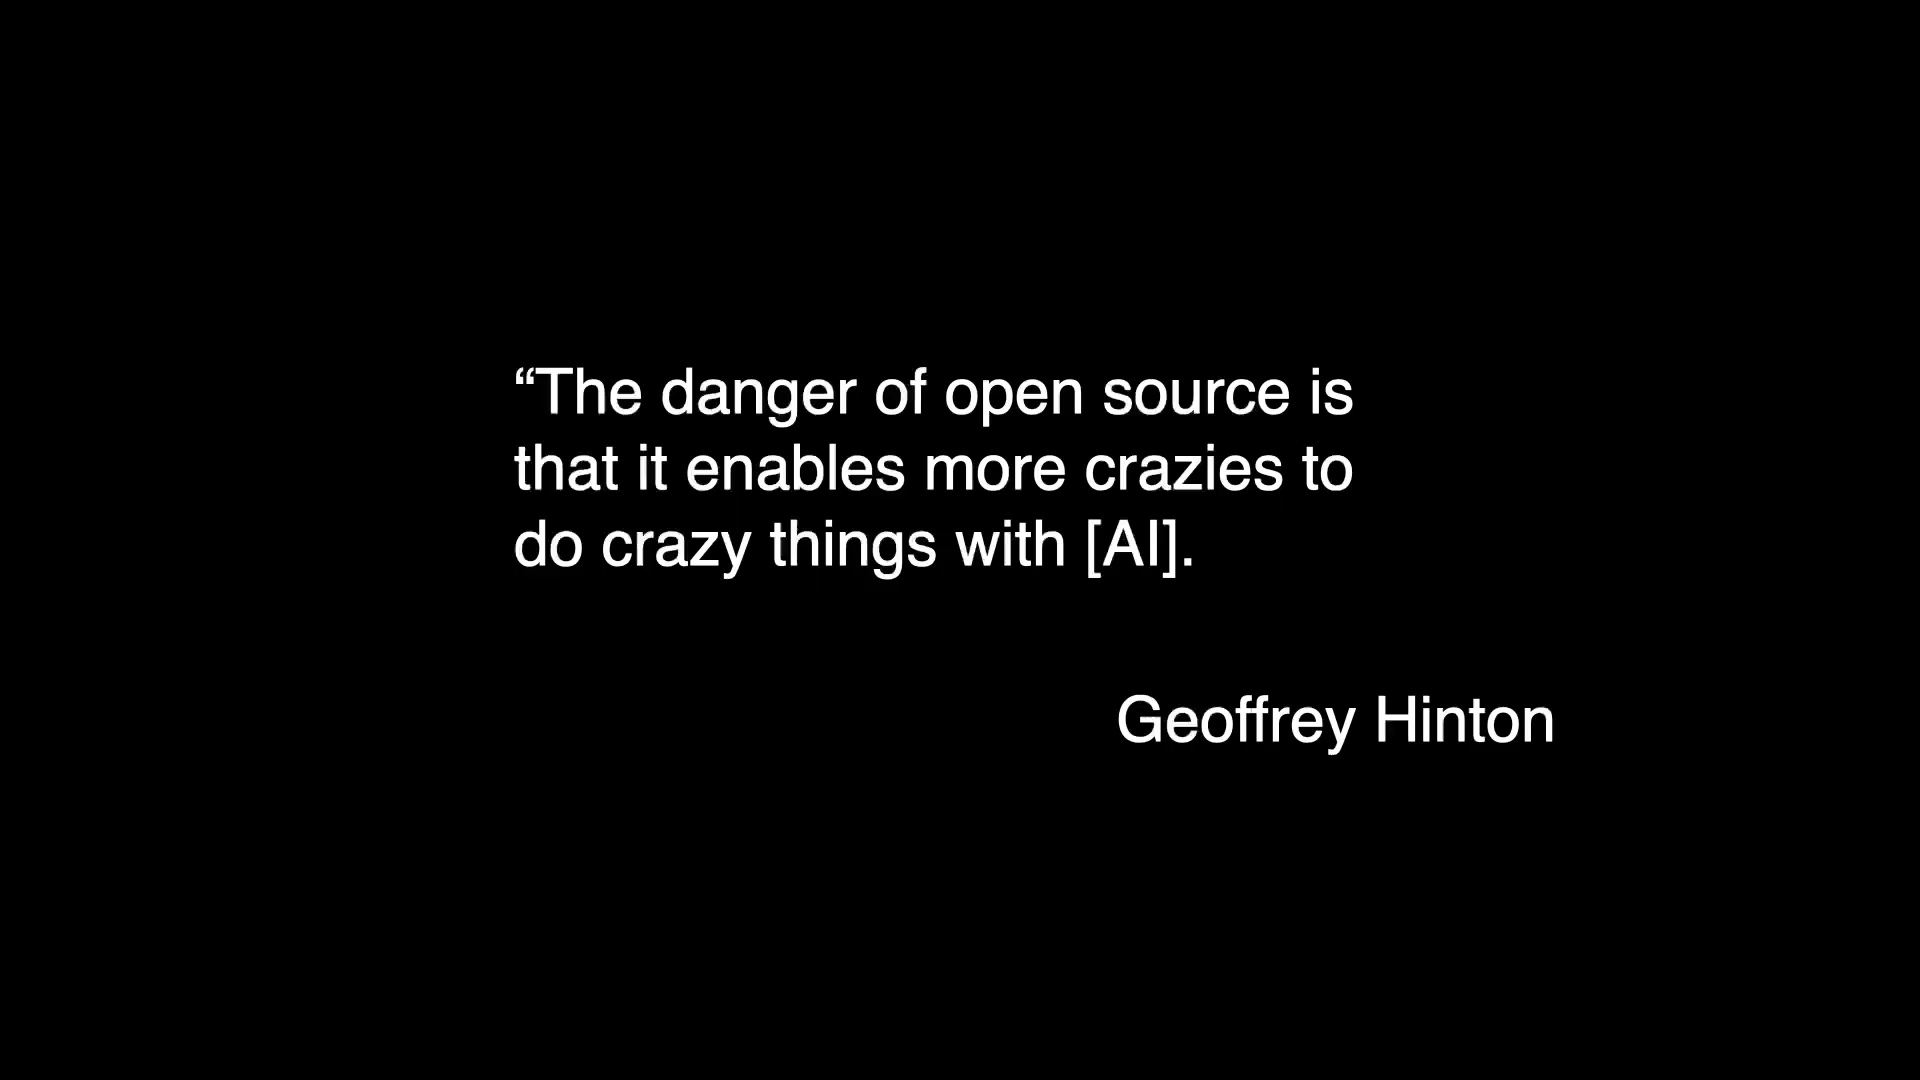 “The danger of open source is
that it enables more crazies to
do crazy things with [AI].
Geoffrey Hinton